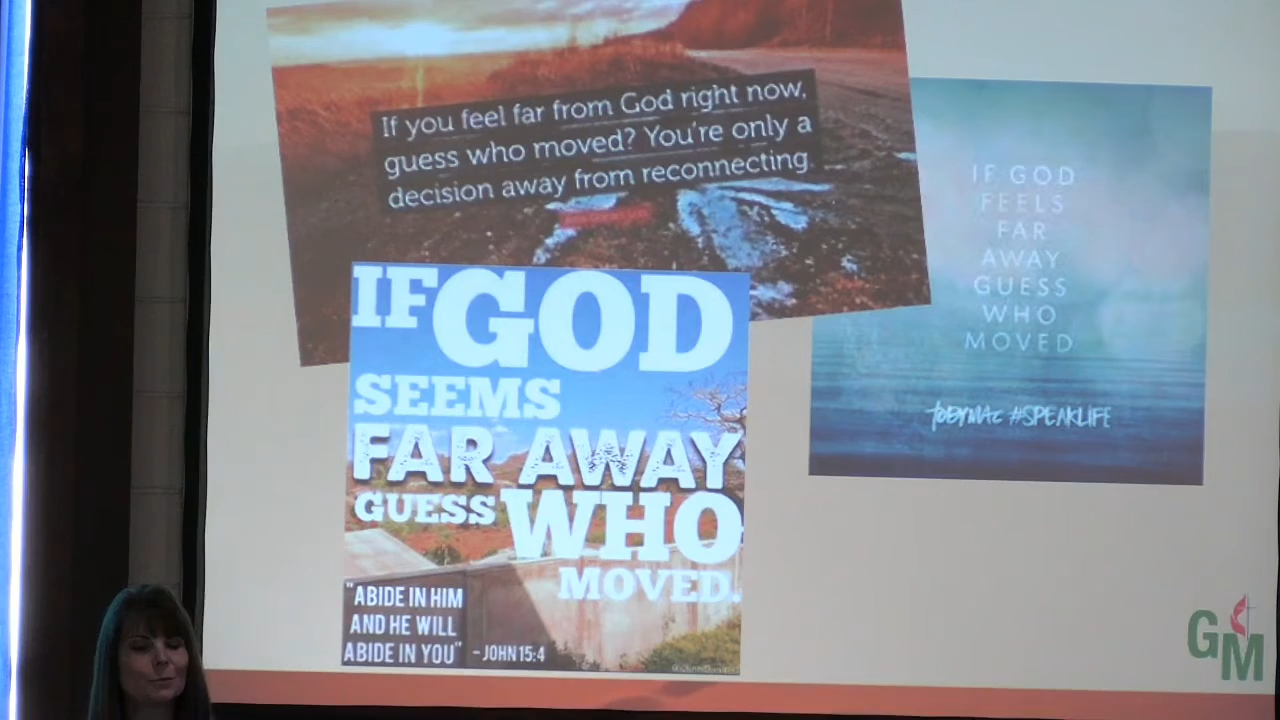 If you feel far from God right now,
guess who moved? You're only a
decision away from reconnecting.
IF GOD
FEELS
FAR
AWAY
GUESS
WHO
MOVED
TOBYMAC #SPEAKLIFE
IF GOD
SEEMS
FAR AWAY
GUESS WHO
MOVED.
"ABIDE IN HIM
AND HE WILL
ABIDE IN YOU" - JOHN 15:4
GM